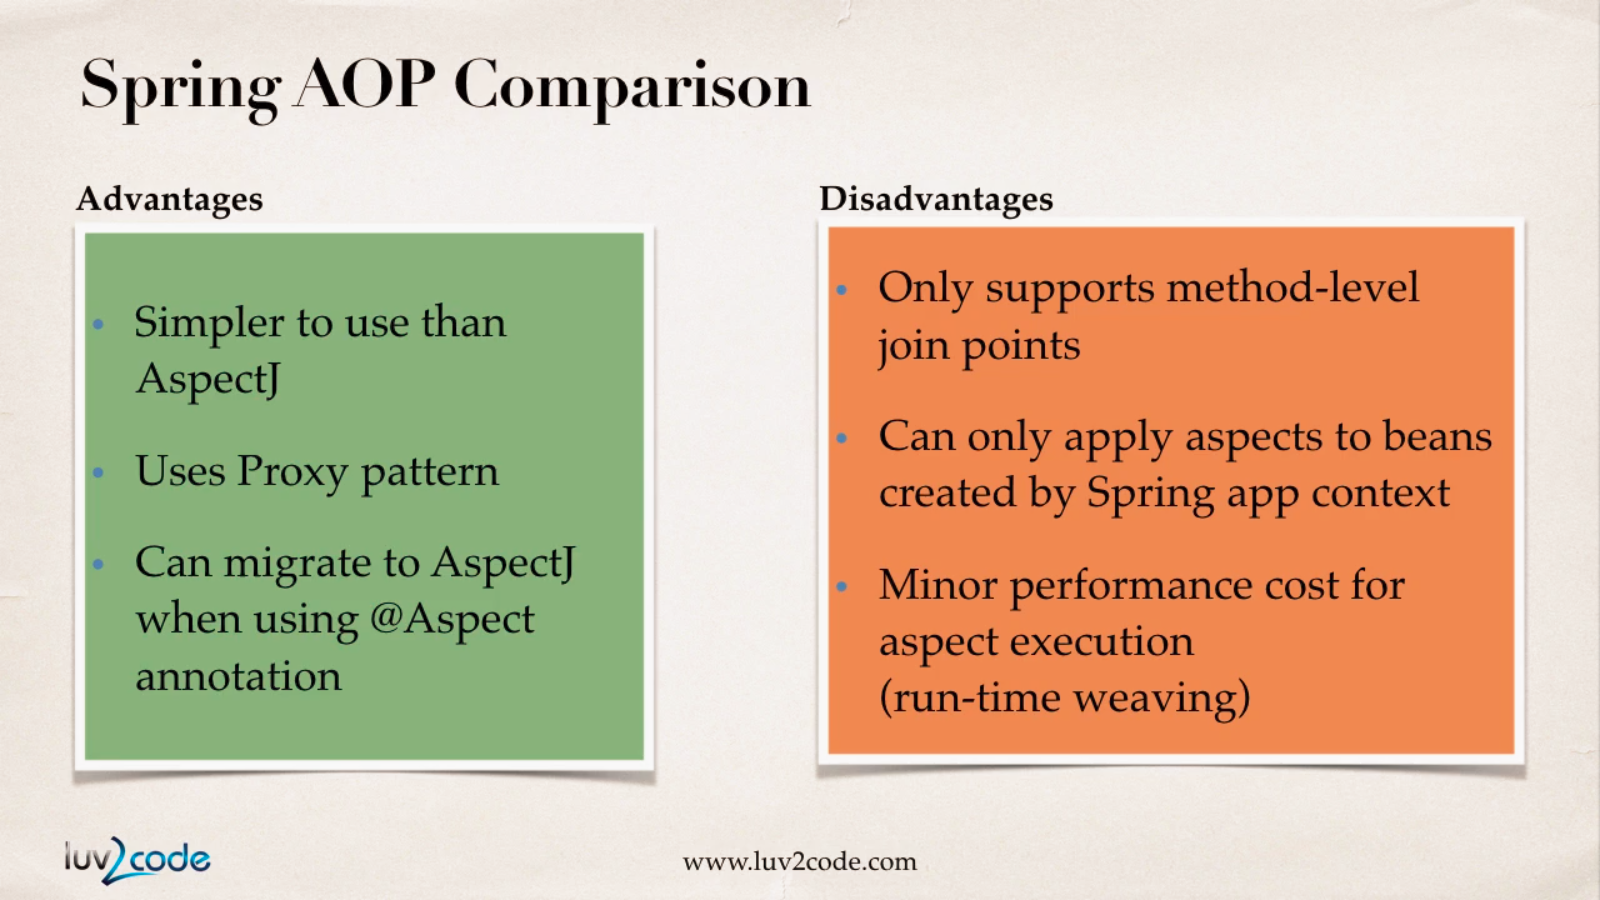 Spring AOP Comparison
Advantages
• Simpler to use than
AspectJ
• Uses Proxy pattern
• Can migrate to AspectJ
when using @Aspect
annotation
Disadvantages
• Only supports method-level
join points
• Can only apply aspects to beans
created by Spring app context
• Minor performance cost for
aspect execution
(run-time weaving)
luv2code
www.luv2code.com